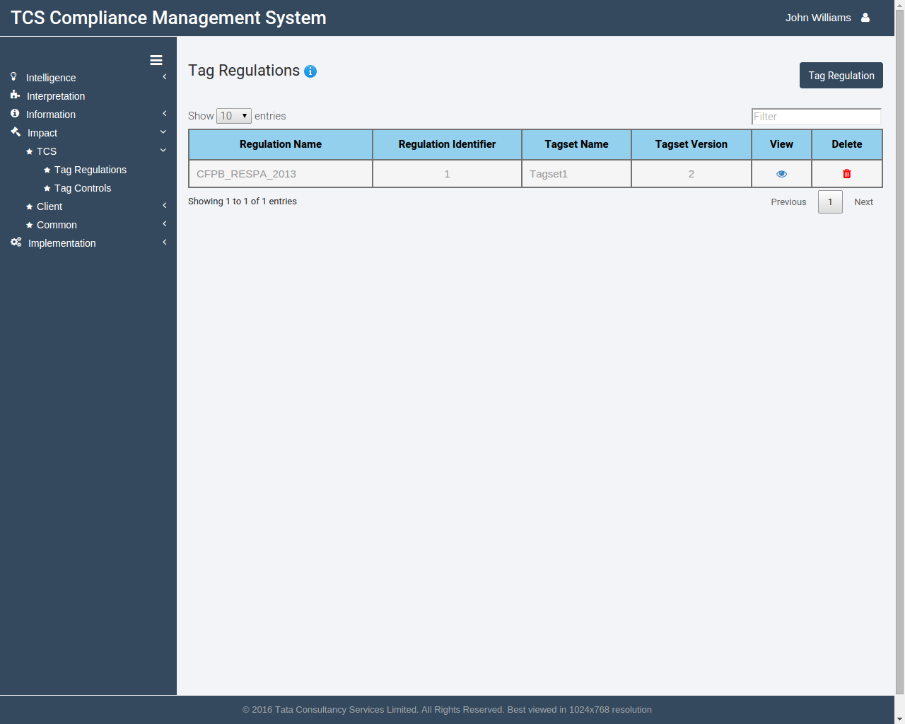 TCS Compliance Management System
John Williams
Intelligence
Interpretation
Information
Impact
TCS
Tag Regulations
Tag Controls
Client
Common
Implementation
Tag Regulations
Tag Regulation
Show 10 entries
Filter
Regulation Name Regulation Identifier Tagset Name Tagset Version View Delete
CFPB_RESPA_2013 1 Tagset1 2
Showing 1 to 1 of 1 entries
Previous 1 Next
© 2016 Tata Consultancy Services Limited. All Rights Reserved. Best viewed in 1024x768 resolution